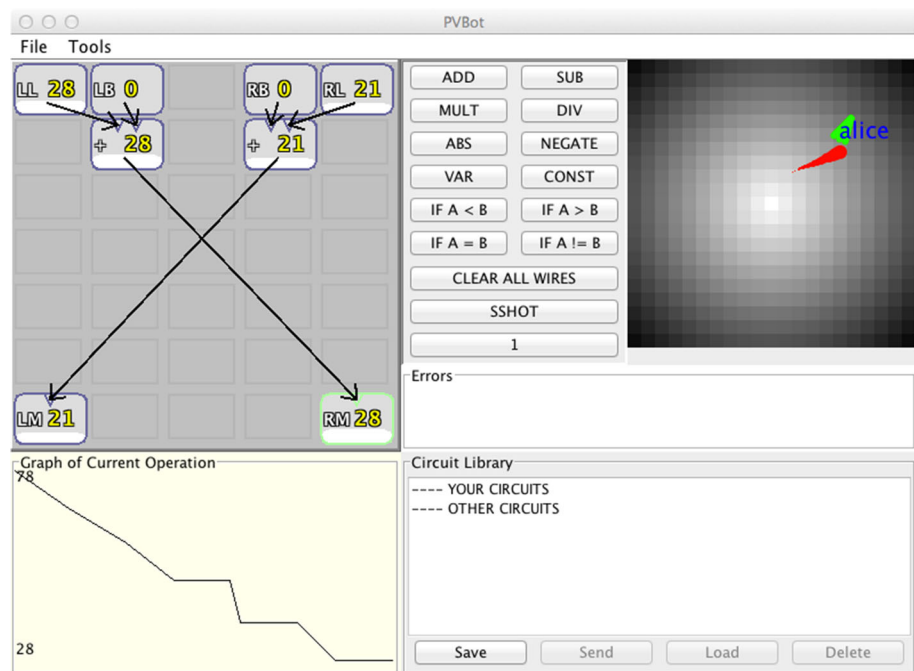 PVBot
File Tools
LL 28 LB 0 RB 0 RL 21
+ 28 + 21
LM 21 RM 28
ADD SUB
MULT DIV
ABS NEGATE
VAR CONST
IF A < B IF A > B
IF A = B IF A != B
CLEAR ALL WIRES
SSHOT
1
alice
Errors
Graph of Current Operation
78
28
Circuit Library
---- YOUR CIRCUITS
---- OTHER CIRCUITS
Save Send Load Delete